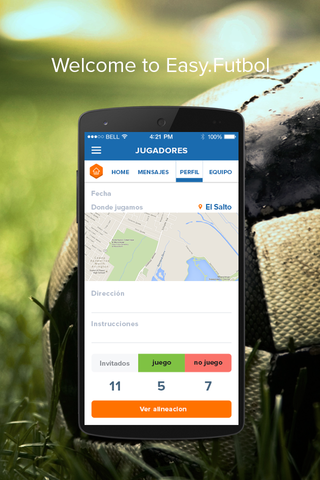 Welcome to Easy.Futbol
BELL 4:21 PM 100%
JUGADORES
HOME MENSAJES PERFIL EQUIPO
Fecha
Donde jugamos El Salto
Dirección
Instrucciones
Invitados juego no juego
11 5 7
Ver alineacion